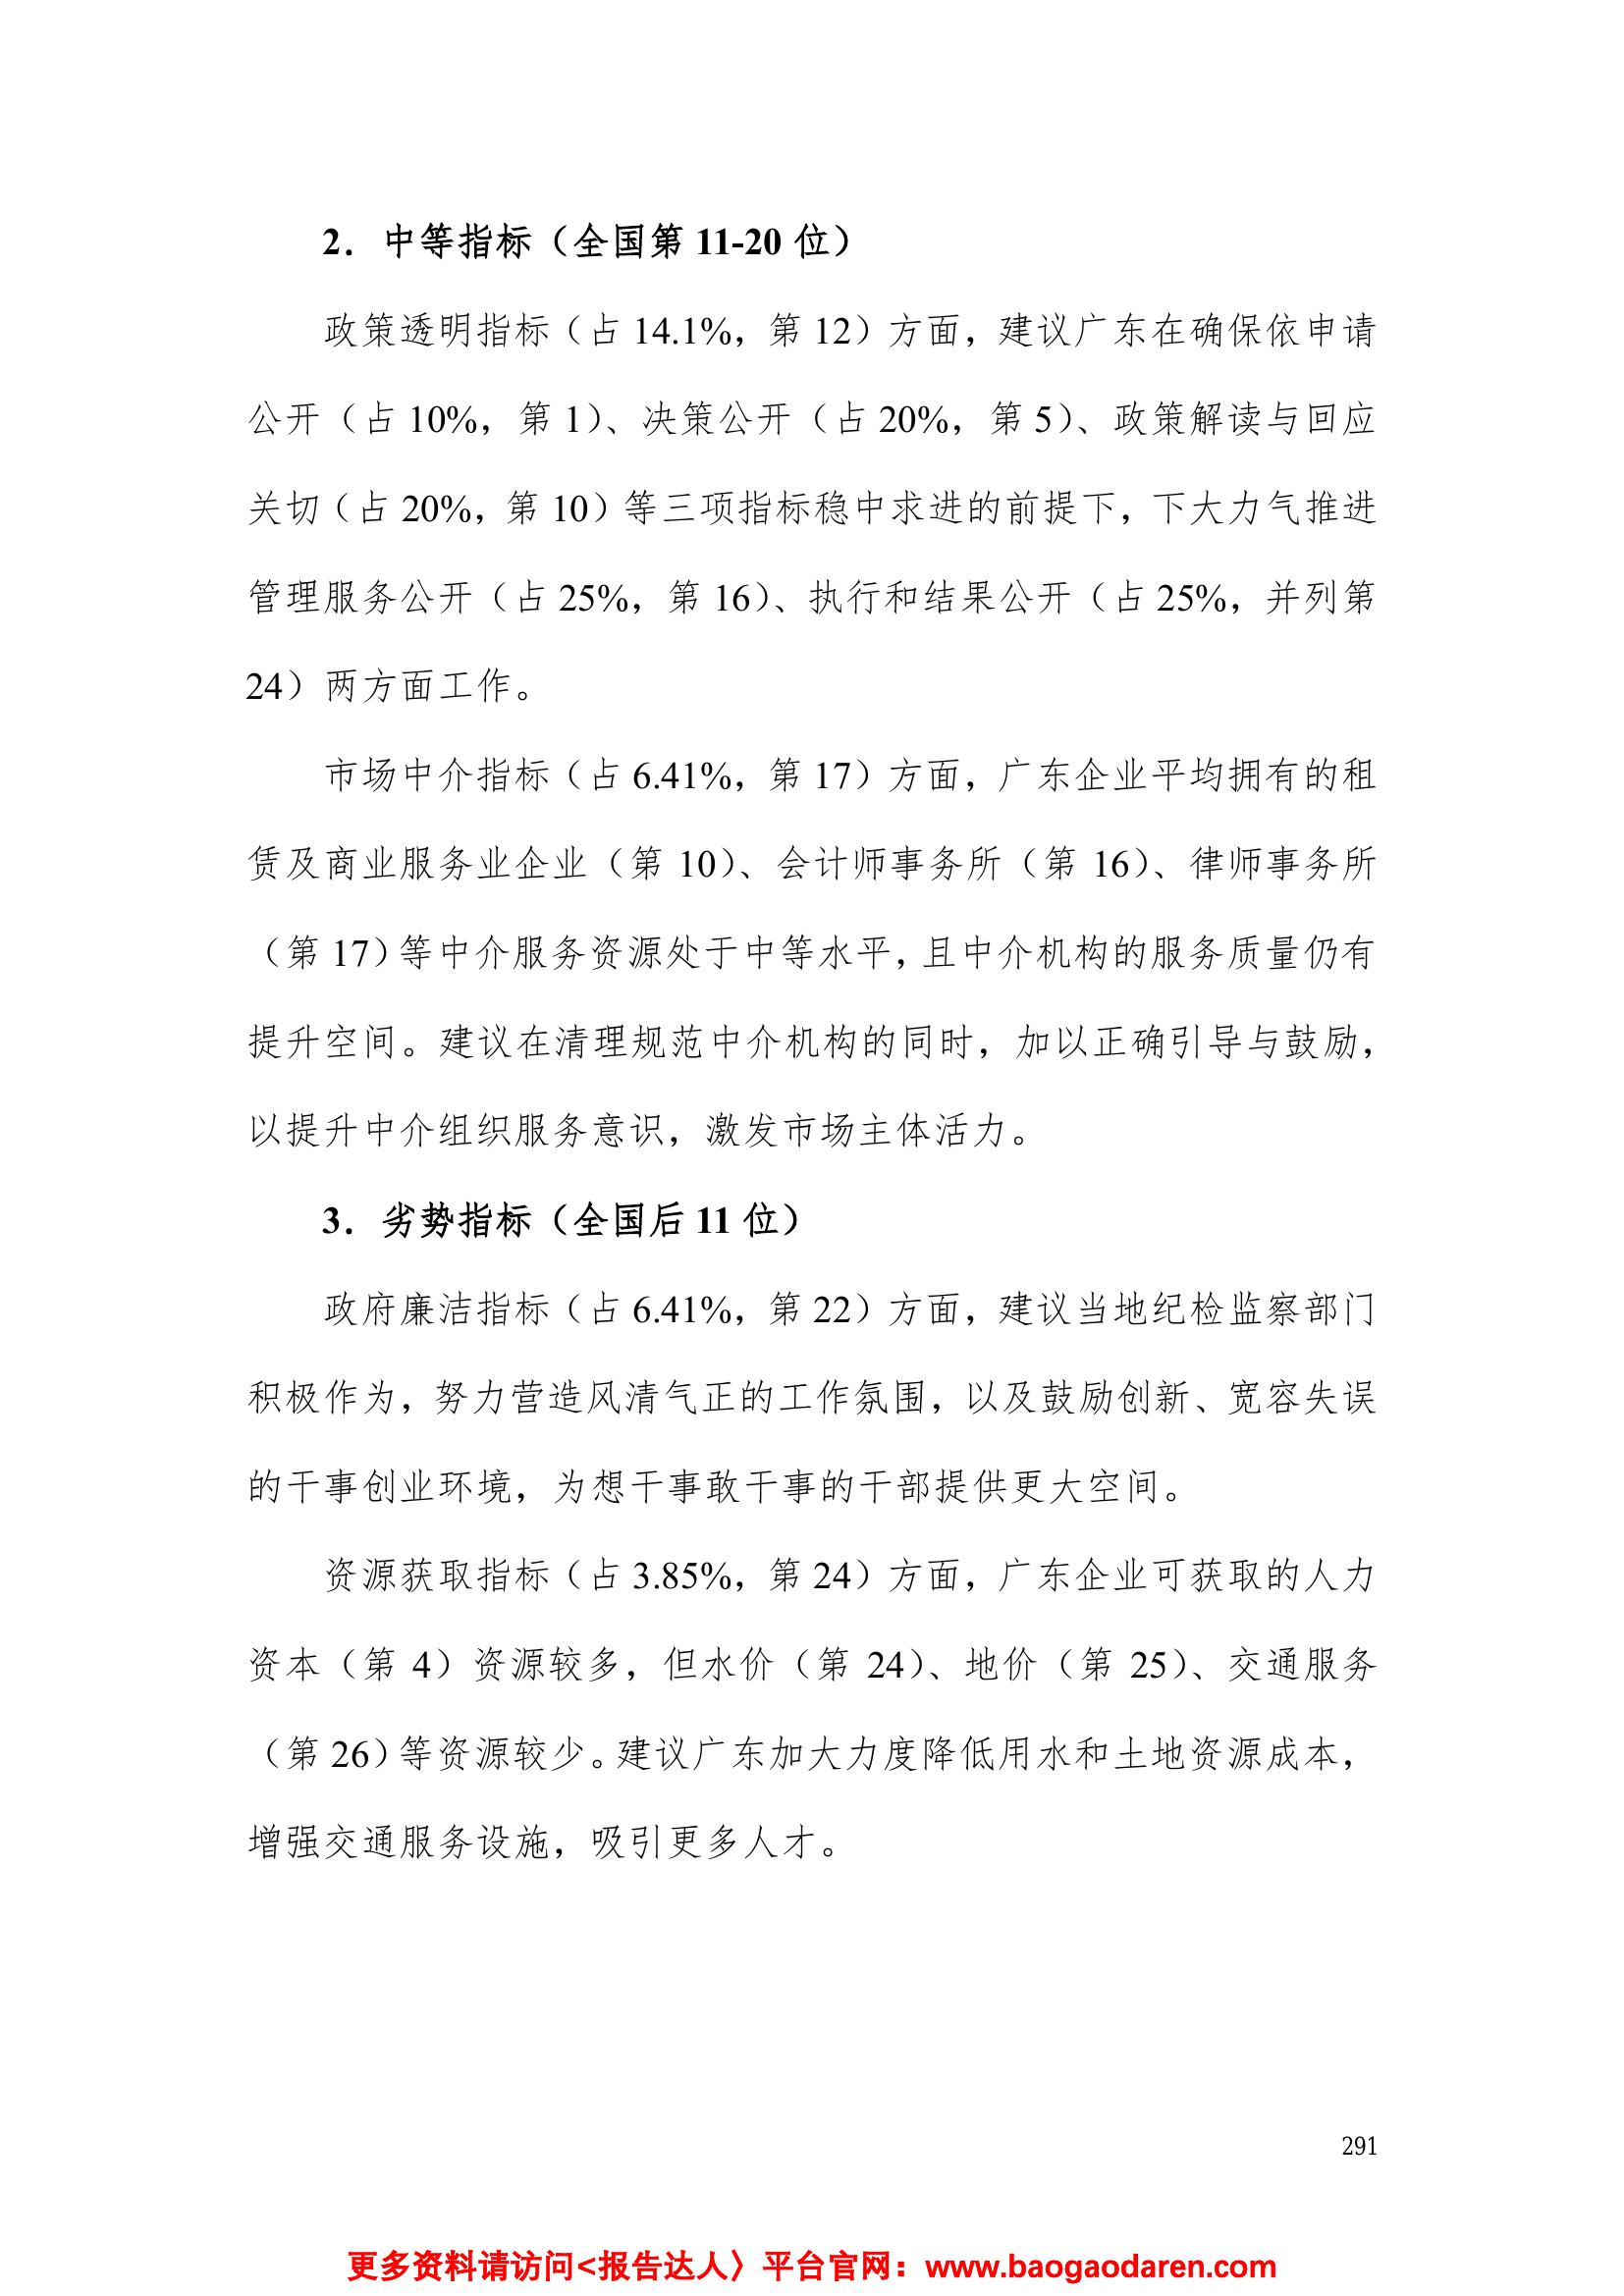 2．中等指标（全国第 11-20 位）
政策透明指标（占 14.1%，第 12）方面，建议广东在确保依申请
公开（占 10%，第 1）、决策公开（占 20%，第 5）、政策解读与回应
关切（占 20%，第 10）等三项指标稳中求进的前提下，下大力气推进
管理服务公开（占 25%，第 16）、执行和结果公开（占 25%，并列第
24）两方面工作。
市场中介指标（占 6.41%，第 17）方面，广东企业平均拥有的租
赁及商业服务业企业（第 10）、会计师事务所（第 16）、律师事务所
（第 17）等中介服务资源处于中等水平，且中介机构的服务质量仍有
提升空间。建议在清理规范中介机构的同时，加以正确引导与鼓励，
以提升中介组织服务意识，激发市场主体活力。
3．劣势指标（全国后 11 位）
政府廉洁指标（占 6.41%，第 22）方面，建议当地纪检监察部门
积极作为，努力营造风清气正的工作氛围，以及鼓励创新、宽容失误
的干事创业环境，为想干事敢干事的干部提供更大空间。
资源获取指标（占 3.85%，第 24）方面，广东企业可获取的人力
资本（第 4）资源较多，但水价（第 24）、地价（第 25）、交通服务
（第 26）等资源较少。建议广东加大力度降低用水和土地资源成本，
增强交通服务设施，吸引更多人才。
291
更多资料请访问<报告达人〉平台官网：www.baogaodaren.com